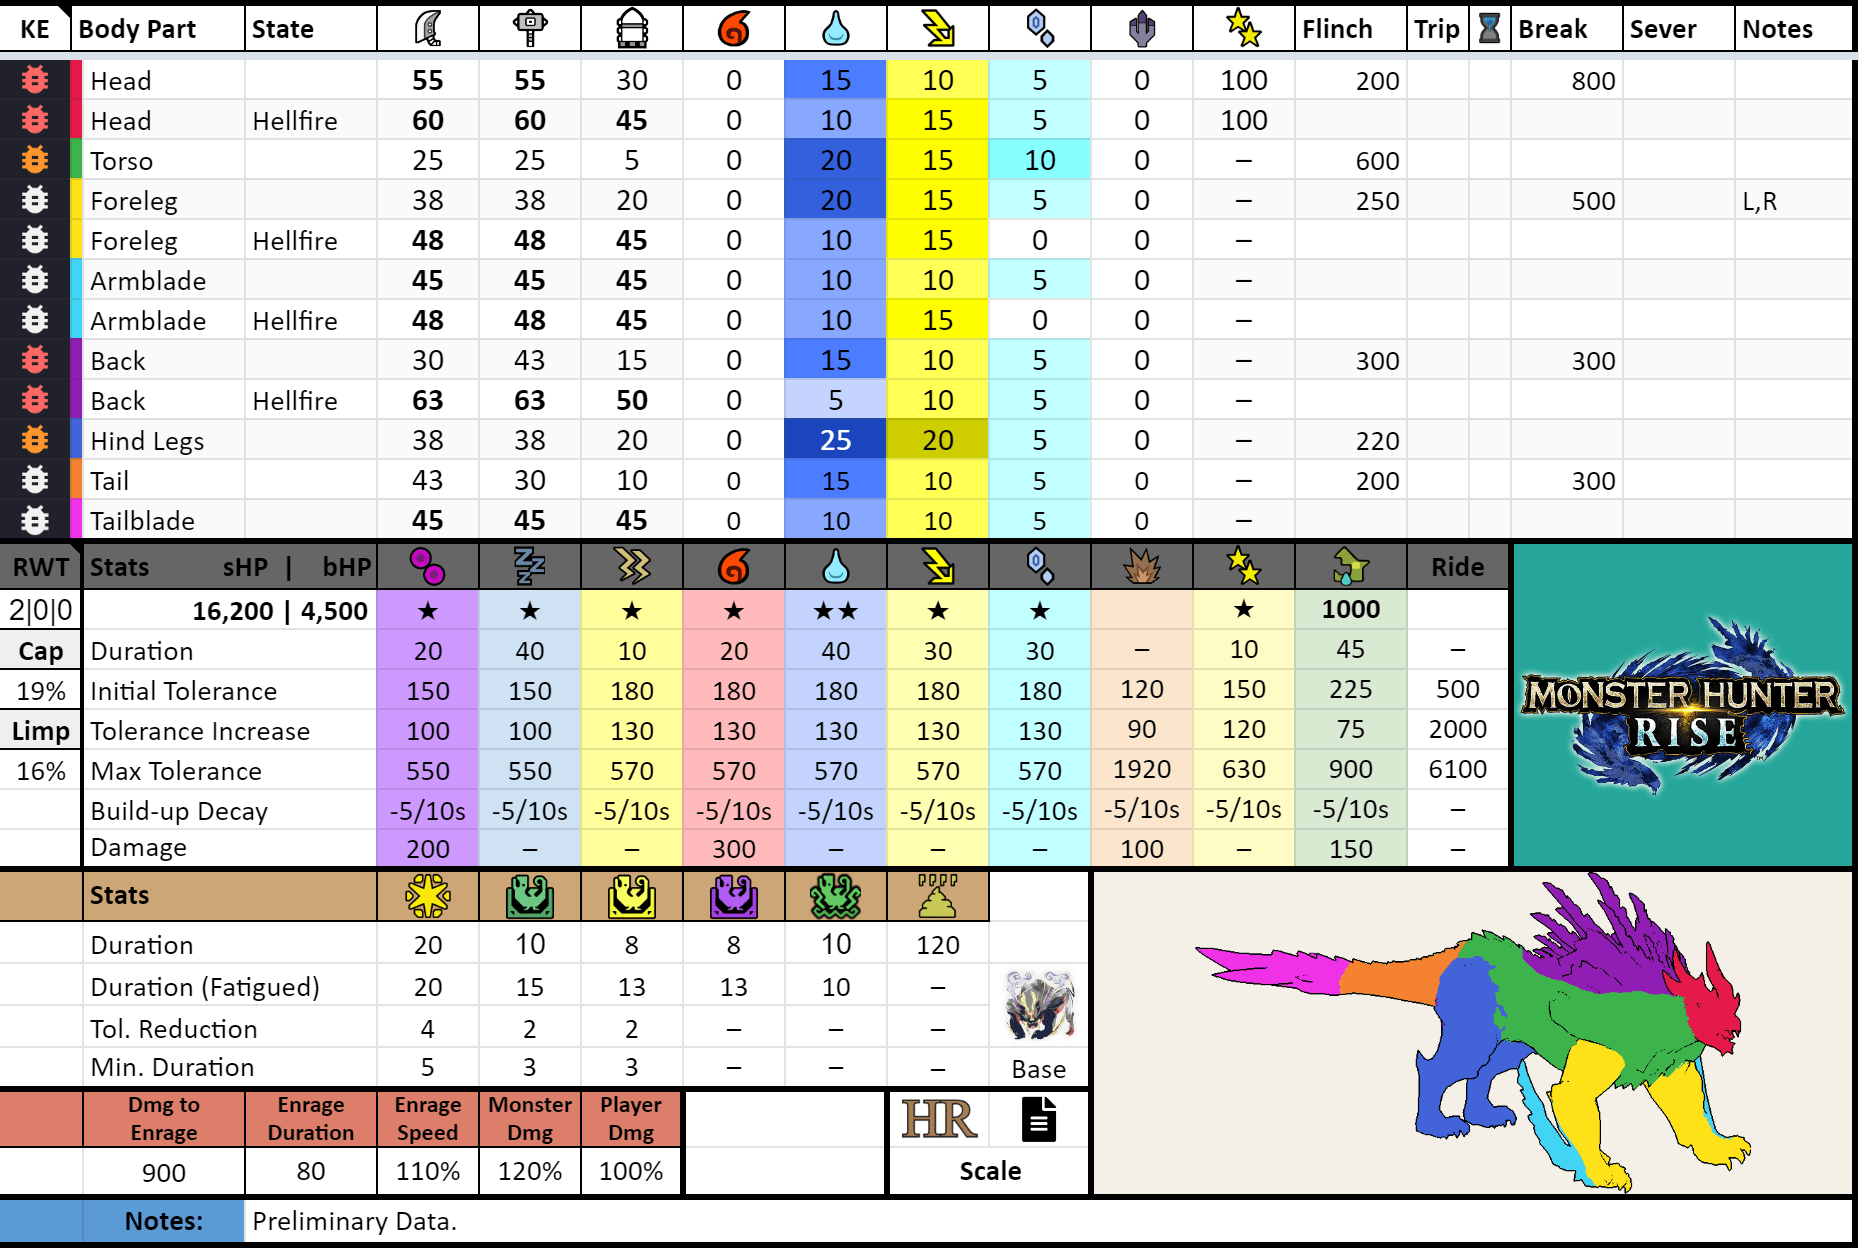 KE Body Part State Flinch Trip Break Sever Notes
Head 55 55 30 0 15 10 5 0 100 200 800
Head Hellfire 60 60 45 0 10 15 5 0 100
Torso 25 25 5 0 20 15 10 0 – 600
Foreleg 38 38 20 0 20 15 5 0 – 250 500 L,R
Foreleg Hellfire 48 48 45 0 10 15 0 0 –
Armblade 45 45 45 0 10 10 5 0 –
Armblade Hellfire 48 48 45 0 10 15 0 0 –
Back 30 43 15 0 15 10 5 0 – 300 300
Back Hellfire 63 63 50 0 5 10 5 0 –
Hind Legs 38 38 20 0 25 20 5 0 – 220
Tail 43 30 10 0 15 10 5 0 – 200 300
Tailblade 45 45 45 0 10 10 5 0 –
RWT Stats sHP | bHP Ride
2|0|0 16,200 | 4,500 ★ ★ ★ ★ ★★ ★ ★ ★ 1000
Cap Duration 20 40 10 20 40 30 30 – 10 45 –
19% Initial Tolerance 150 150 180 180 180 180 180 120 150 225 500
Limp Tolerance Increase 100 100 130 130 130 130 130 90 120 75 2000
16% Max Tolerance 550 550 570 570 570 570 570 1920 630 900 6100
Build-up Decay -5/10s -5/10s -5/10s -5/10s -5/10s -5/10s -5/10s -5/10s -5/10s -5/10s –
Damage 200 – – 300 – – – 100 – 150 –
MONSTER HUNTER
RISE
Stats
Duration 20 10 8 8 10 120
Duration (Fatigued) 20 15 13 13 10 –
Tol. Reduction 4 2 2 – – –
Min. Duration 5 3 3 – – – Base
Dmg to Enrage Enrage Monster Player
Enrage Duration Speed Dmg Dmg HR
900 80 110% 120% 100% Scale
Notes: Preliminary Data.